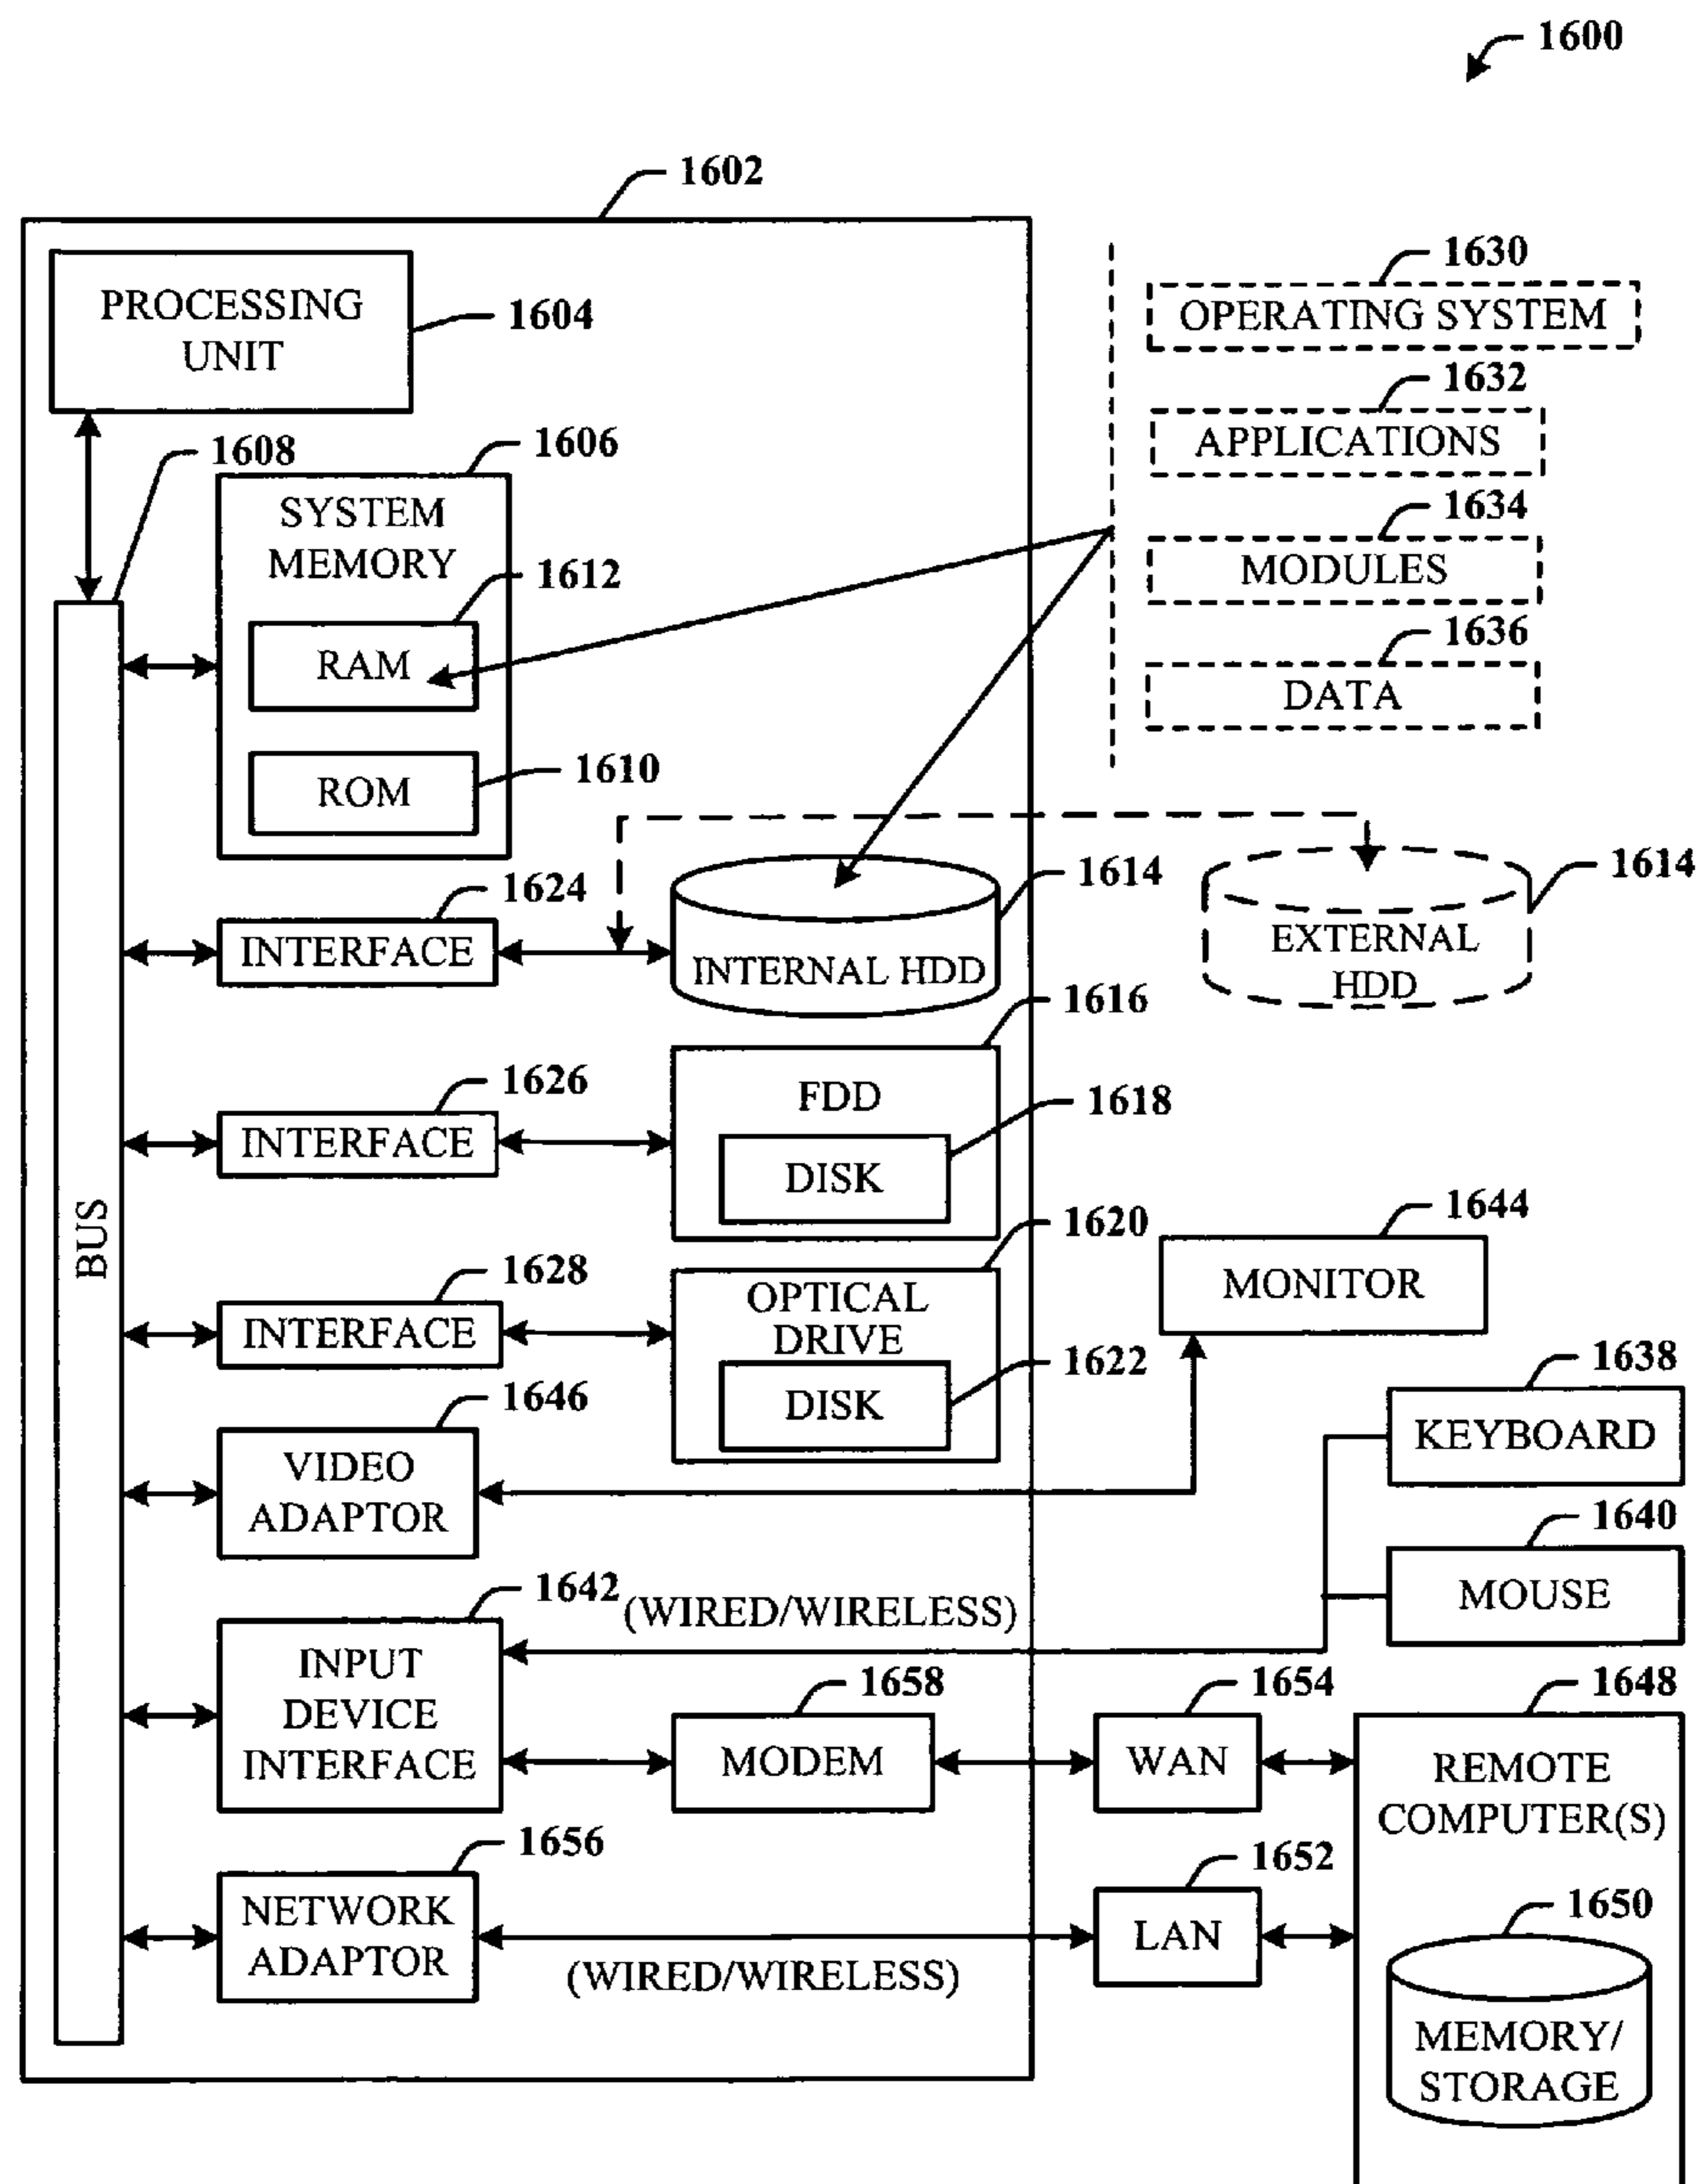 1600
1602
PROCESSING
UNIT
1604
1630
OPERATING SYSTEM
1632
APPLICATIONS
1634
MODULES
1636
DATA
1608
1606
SYSTEM
MEMORY
1612
RAM
1610
ROM
1624
INTERFACE
1614
INTERNAL HDD
1614
EXTERNAL
HDD
1616
FDD
1626
INTERFACE
1618
DISK
BUS
1620
OPTICAL
DRIVE
1628
INTERFACE
1622
DISK
1644
MONITOR
1638
KEYBOARD
1646
VIDEO
ADAPTOR
1640
MOUSE
1642
(WIRED/WIRELESS)
INPUT
DEVICE
INTERFACE
1658
MODEM
1654
WAN
1648
REMOTE
COMPUTER(S)
1656
NETWORK
ADAPTOR
(WIRED/WIRELESS)
1652
LAN
1650
MEMORY/
STORAGE